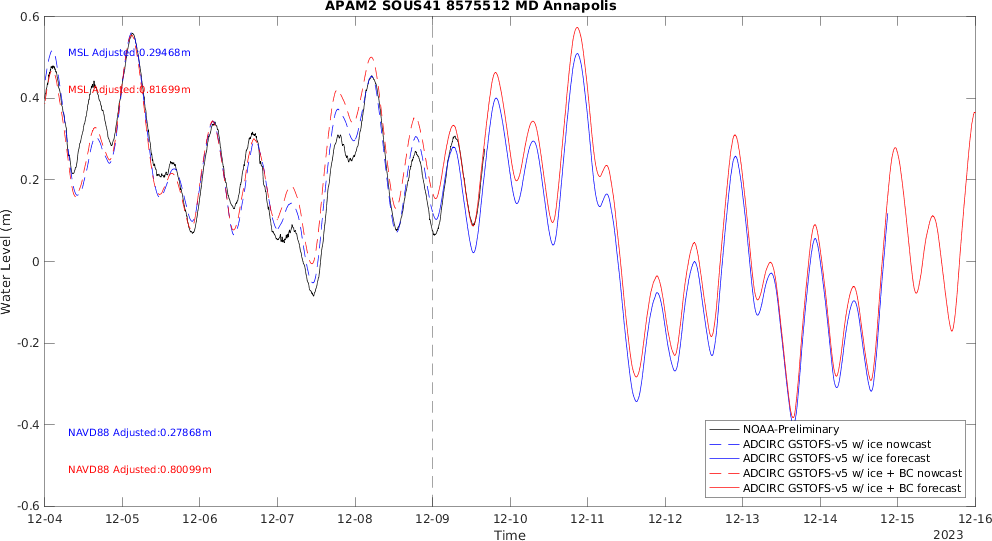 APAM2 SOUS41 8575512 MD Annapolis
0.6
0.4
0.2
0
-0.2
-0.4
-0.6
Water Level (m)
MSL Adjusted:0.29468m
MSL Adjusted:0.81699m
NAVD88 Adjusted:0.27868m
NAVD88 Adjusted:0.80099m
NOAA-Preliminary
ADCIRC GSTOFS-v5 w/ ice nowcast
ADCIRC GSTOFS-v5 w/ ice forecast
ADCIRC GSTOFS-v5 w/ ice + BC nowcast
ADCIRC GSTOFS-v5 w/ ice + BC forecast
12-04 12-05 12-06 12-07 12-08 12-09 12-10 12-11 12-12 12-13 12-14 12-15 12-16
Time
2023